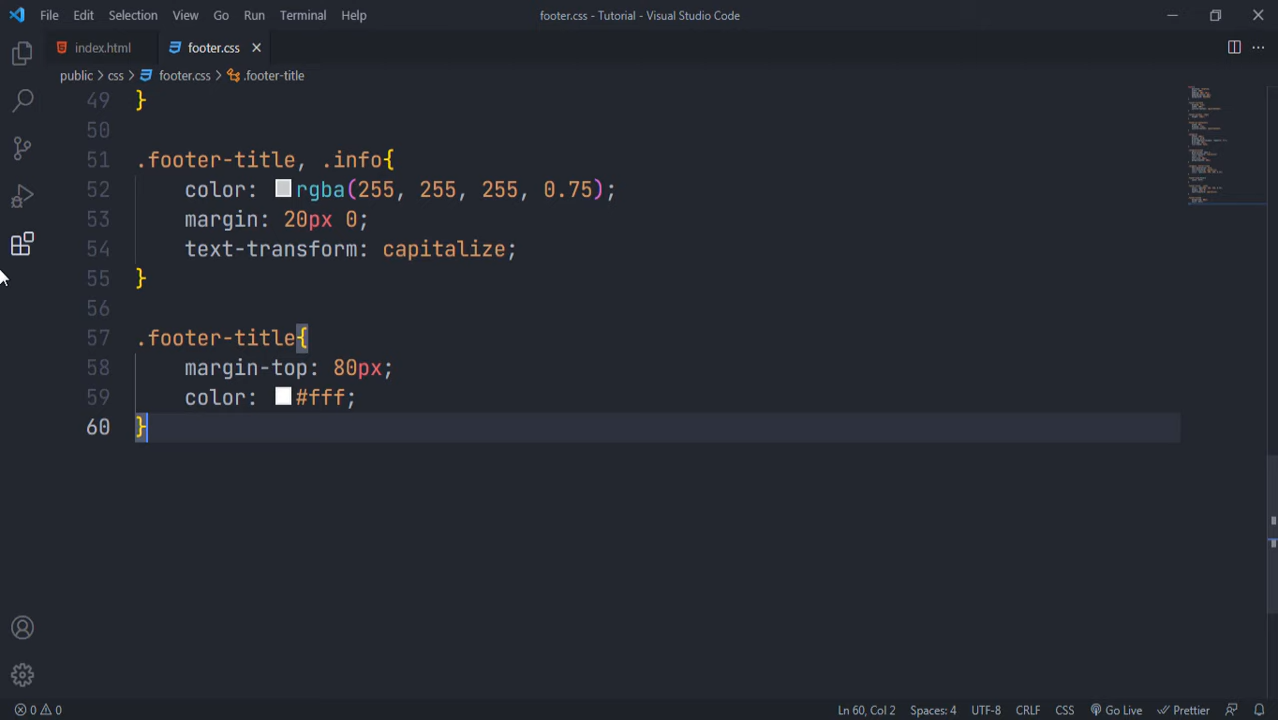 File Edit Selection View Go Run Terminal Help footer.css - Tutorial - Visual Studio Code
index.html footer.css
public > css > footer.css > .footer-title
49 }
50
51 .footer-title, .info{
52 color: rgba(255, 255, 255, 0.75);
53 margin: 20px 0;
54 text-transform: capitalize;
55 }
56
57 .footer-title{
58 margin-top: 80px;
59 color: #fff;
60 }
0 0 Ln 60, Col 2 Spaces: 4 UTF-8 CRLF CSS Go Live Prettier